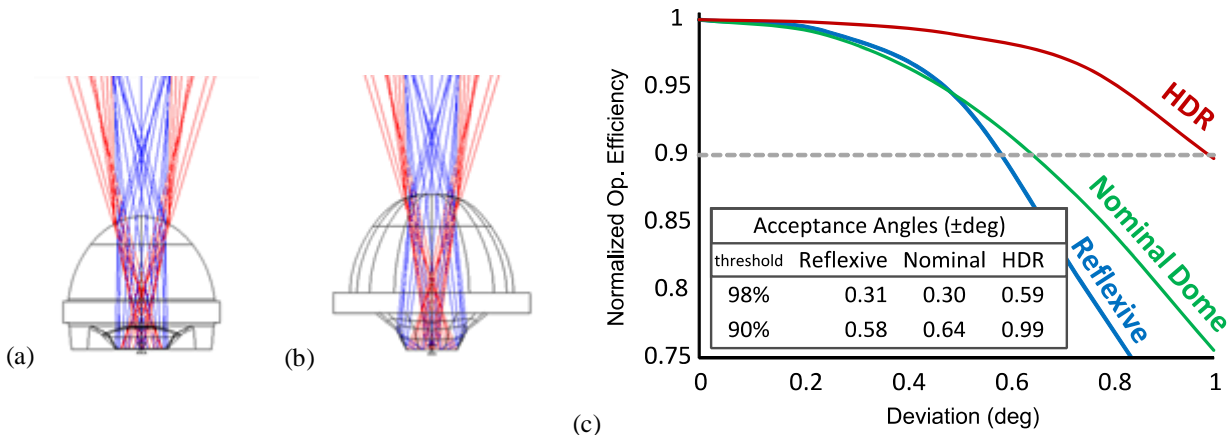 (a)
(b)
(c)
Normalized Op. Efficiency
1
0.95
0.9
0.85
0.8
0.75
HDR
Nominal Dome
Reflexive
Acceptance Angles (±deg)
threshold Reflexive Nominal HDR
98% 0.31 0.30 0.59
90% 0.58 0.64 0.99
0 0.2 0.4 0.6 0.8 1
Deviation (deg)